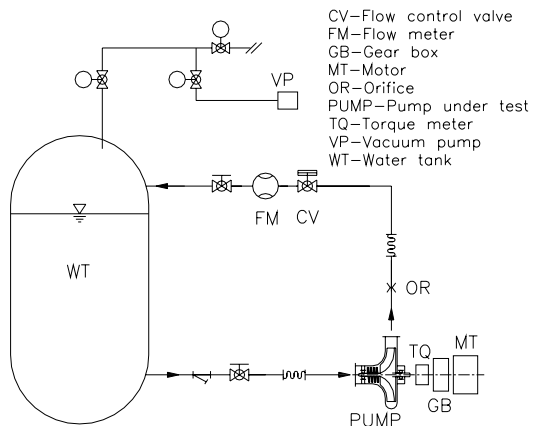 CV-Flow control valve
FM-Flow meter
GB-Gear box
MT-Motor
OR-Orifice
PUMP-Pump under test
TQ-Torque meter
VP-Vacuum pump
WT-Water tank
VP
FM
CV
WT
OR
TQ
MT
GB
PUMP